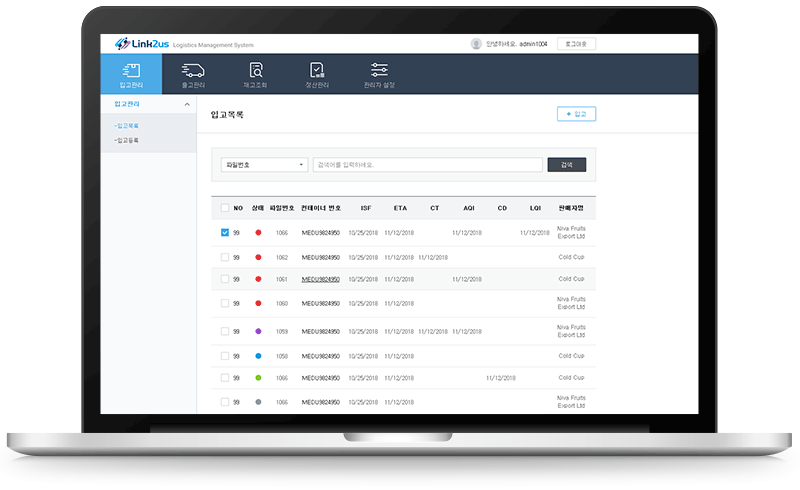 Link2us Logistics Management System
안녕하세요. admin1004 로그아웃
입고관리 출고관리 재고조회 정산관리 관리자 설정
입고관리
-입고목록
-입고등록
입고목록
+ 입고
파일번호 검색어를 입력하세요. 검색
NO 상태 파일번호 컨테이너 번호 ISF ETA CT AQI CD LQI 판매자명
99 1066 MEDU9824950 10/25/2018 11/12/2018 11/12/2018 11/12/2018 Niva Fruits Export Ltd
99 1062 MEDU9824950 10/25/2018 11/12/2018 11/12/2018 Cold Cup
99 1061 MEDU9824950 10/25/2018 11/12/2018 11/12/2018 Cold Cup
99 1060 MEDU9824950 10/25/2018 11/12/2018 Niva Fruits Export Ltd
99 1059 MEDU9824950 10/25/2018 11/12/2018 11/12/2018 11/12/2018 Niva Fruits Export Ltd
99 1058 MEDU9824950 10/25/2018 11/12/2018 Cold Cup
99 1066 MEDU9824950 10/25/2018 11/12/2018 11/12/2018 Cold Cup
99 1066 MEDU9824950 10/25/2018 11/12/2018 Niva Fruits Export Ltd